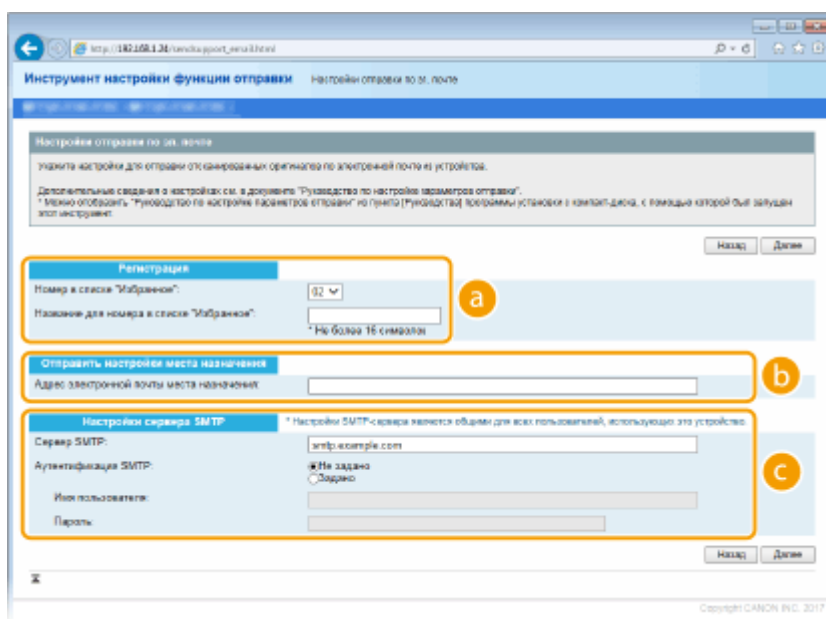 http://192.168.1.24/sendsupport_email.html
Инструмент настройки функции отправки Настройки отправки по эл. почте
Настройки отправки по эл. почте
Укажите настройки для отправки отсканированных оригиналов по электронной почте из устройства.
Дополнительные сведения о настройках см. в документе "Руководство по настройке параметров отправки".
* Можно отобразить "Руководство по настройке параметров отправки" из пункта [Руководства] программы установки с компакт-диска, с помощью которой был запущен
этот инструмент.
Назад Далее
Регистрация
Номер в списке "Избранное": 02
a
Название для номера в списке "Избранное":
* Не более 16 символов
Отправить настройки места назначения
b
Адрес электронной почты места назначения:
Настройки сервера SMTP * Настройки SMTP-сервера являются общими для всех пользователей, использующих это устройство.
Сервер SMTP: smtp.example.com
Аутентификация SMTP: Не задано
c
Задано
Имя пользователя:
Пароль:
Назад Далее
Copyright CANON INC. 2017